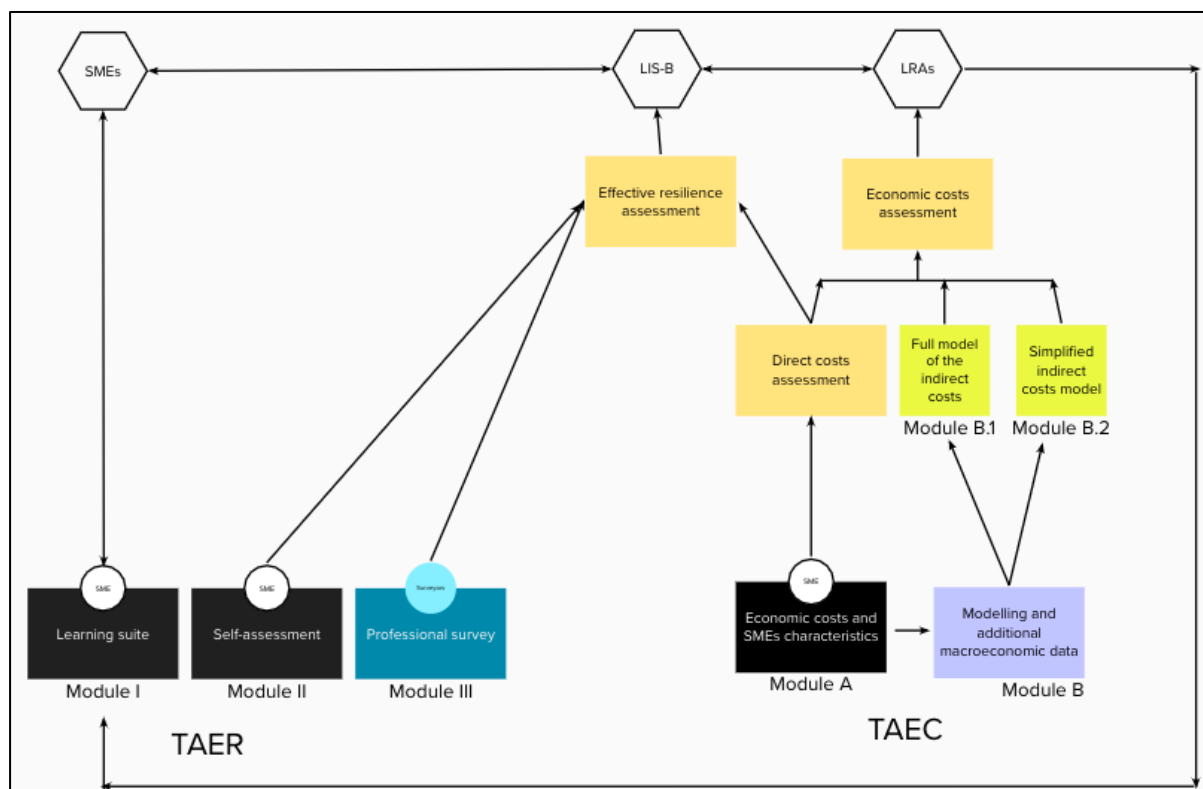 SMEs
LIS-B
LRAs
Effective resilience
assessment
Economic costs
assessment
Direct costs
assessment
Full model
of the
indirect
costs
Simplified
indirect
costs model
Module B.1
Module B.2
SME
Learning suite
Module I
SME
Self-assessment
Module II
Professional survey
Module III
SME
Economic costs and
SMEs characteristics
Module A
Modelling and
additional
macroeconomic data
Module B
TAER
TAEC